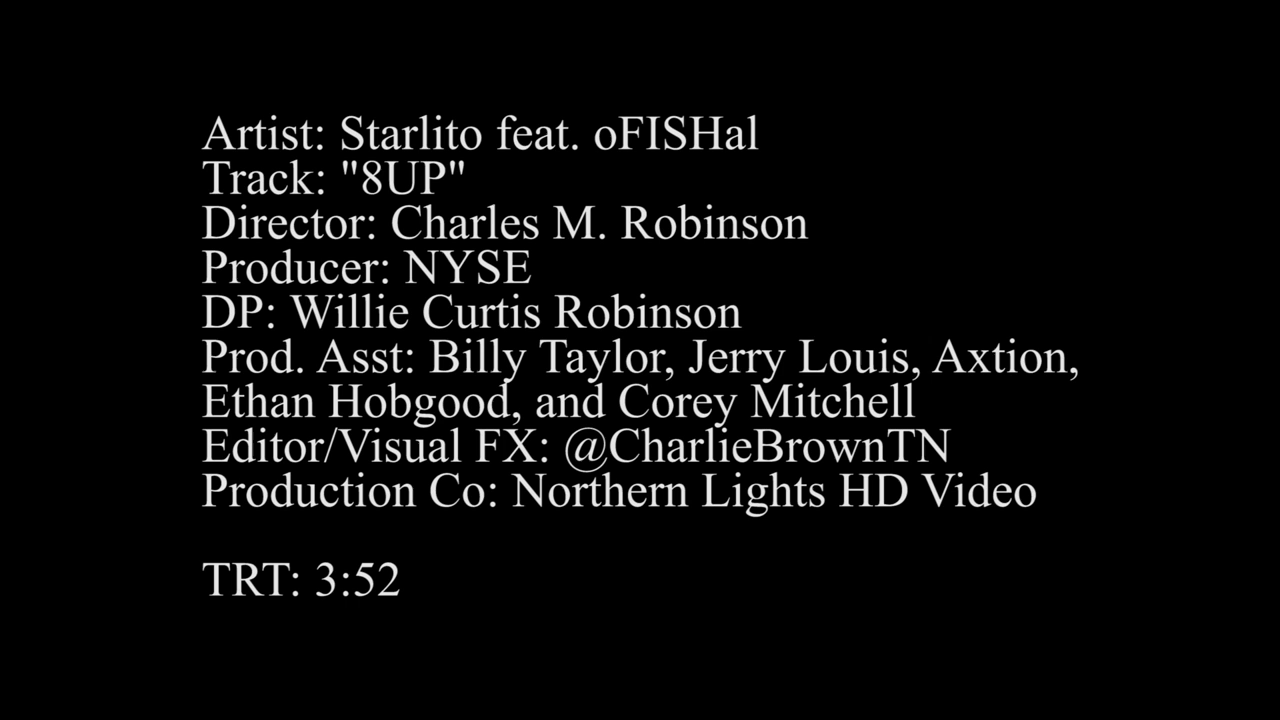 Artist: Starlito feat. oFISHal
Track: "8UP"
Director: Charles M. Robinson
Producer: NYSE
DP: Willie Curtis Robinson
Prod. Asst: Billy Taylor, Jerry Louis, Axtion,
Ethan Hobgood, and Corey Mitchell
Editor/Visual FX: @CharlieBrownTN
Production Co: Northern Lights HD Video
TRT: 3:52